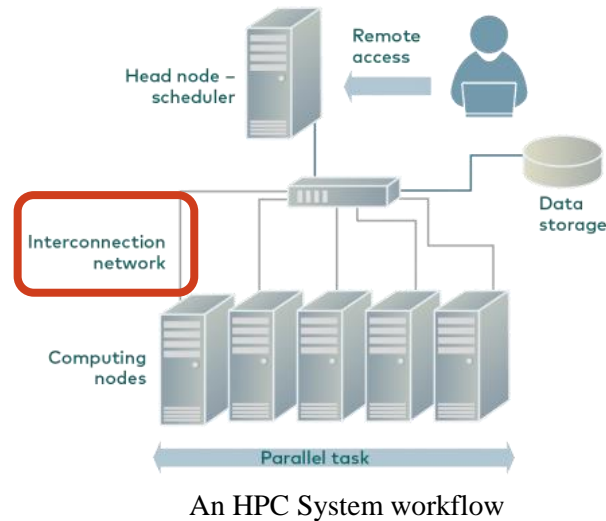 Remote
access
Head node –
scheduler
Data
storage
Interconnection
network
Computing
nodes
Parallel task
An HPC System workflow